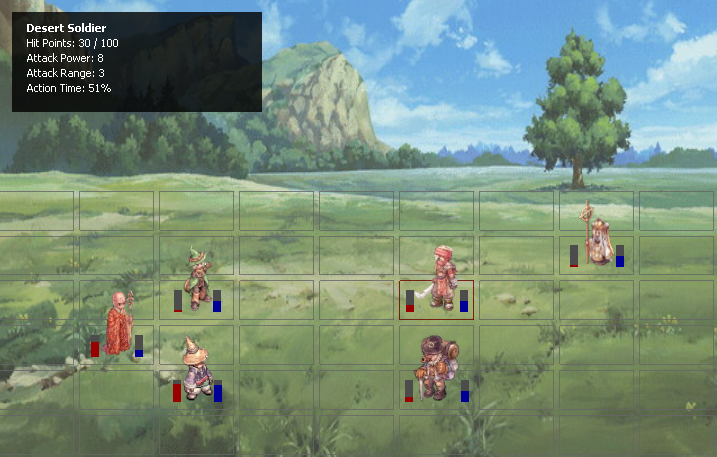 Desert Soldier
Hit Points: 30 / 100
Attack Power: 8
Attack Range: 3
Action Time: 51%